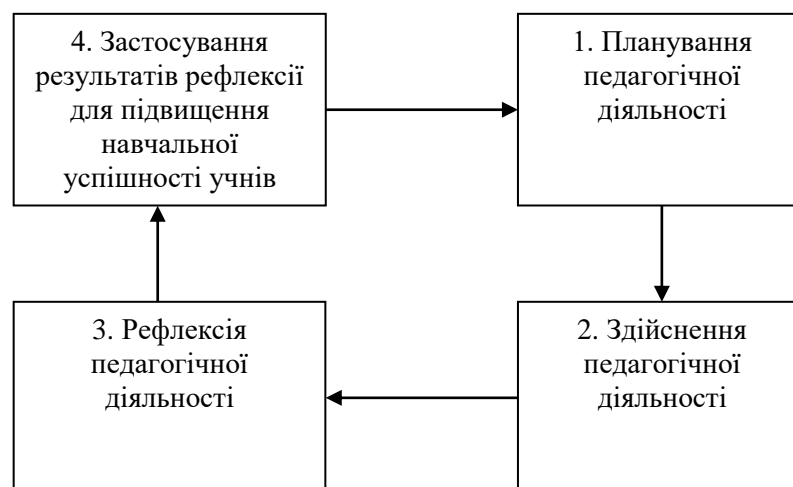 4. Застосування
результатів рефлексії
для підвищення
навчальної
успішності учнів
1. Планування
педагогічної
діяльності
3. Рефлексія
педагогічної
діяльності
2. Здійснення
педагогічної
діяльності